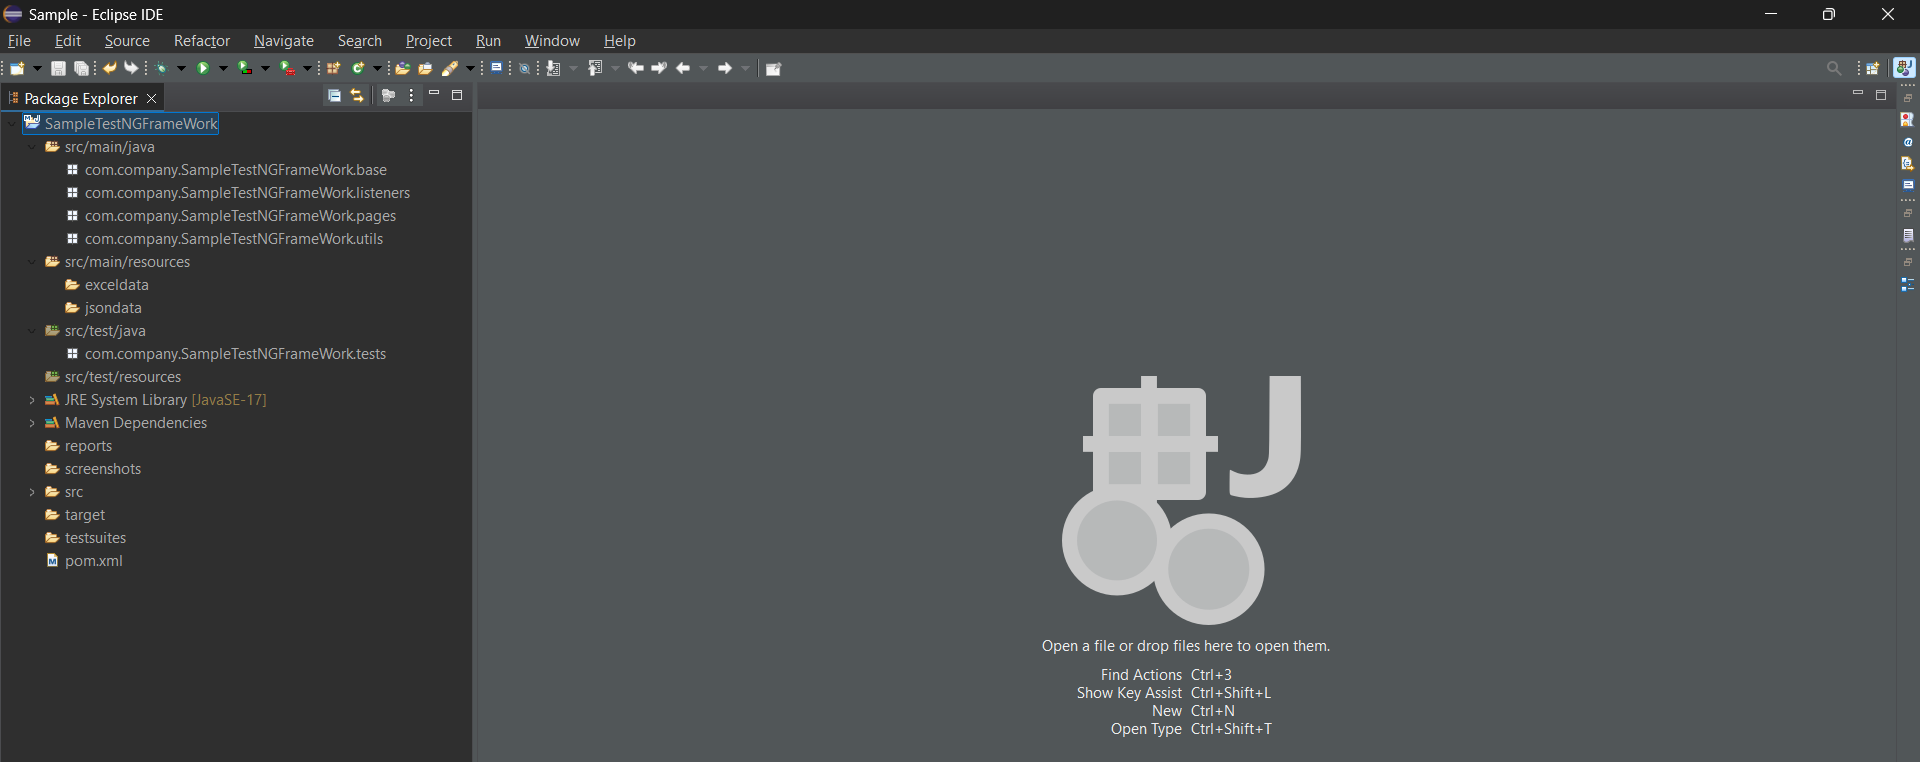 Sample - Eclipse IDE
File Edit Source Refactor Navigate Search Project Run Window Help
Package Explorer
SampleTestNGFrameWork
src/main/java
com.company.SampleTestNGFrameWork.base
com.company.SampleTestNGFrameWork.listeners
com.company.SampleTestNGFrameWork.pages
com.company.SampleTestNGFrameWork.utils
src/main/resources
exceldata
jsondata
src/test/java
com.company.SampleTestNGFrameWork.tests
src/test/resources
JRE System Library [JavaSE-17]
Maven Dependencies
reports
screenshots
src
target
testsuites
pom.xml
Open a file or drop files here to open them.
Find Actions Ctrl+3
Show Key Assist Ctrl+Shift+L
New Ctrl+N
Open Type Ctrl+Shift+T